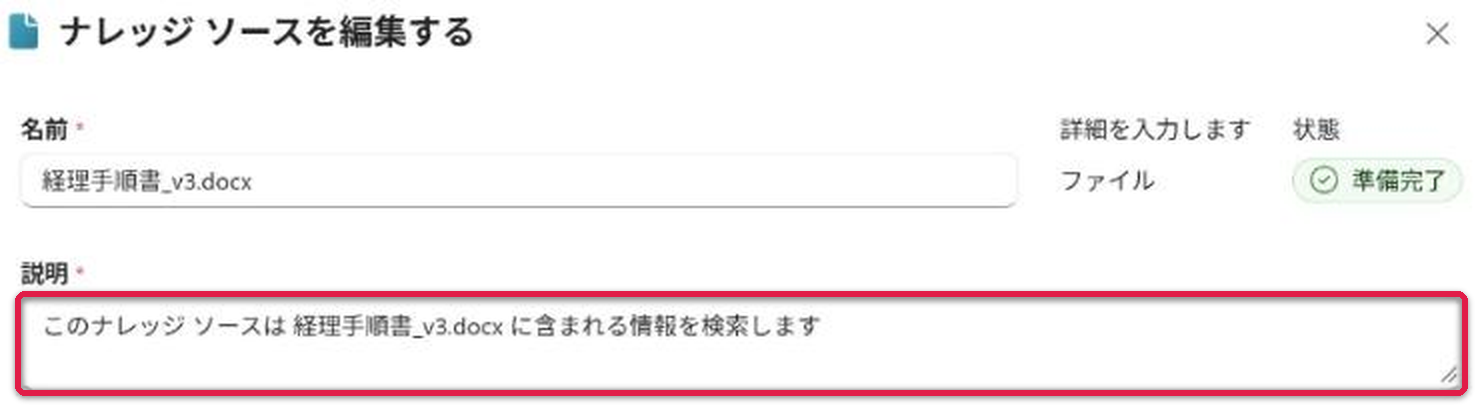 ナレッジ ソースを編集する
名前 *
詳細を入力します
状態
経理手順書_v3.docx
ファイル
準備完了
説明 *
このナレッジ ソースは 経理手順書_v3.docx に含まれる情報を検索します